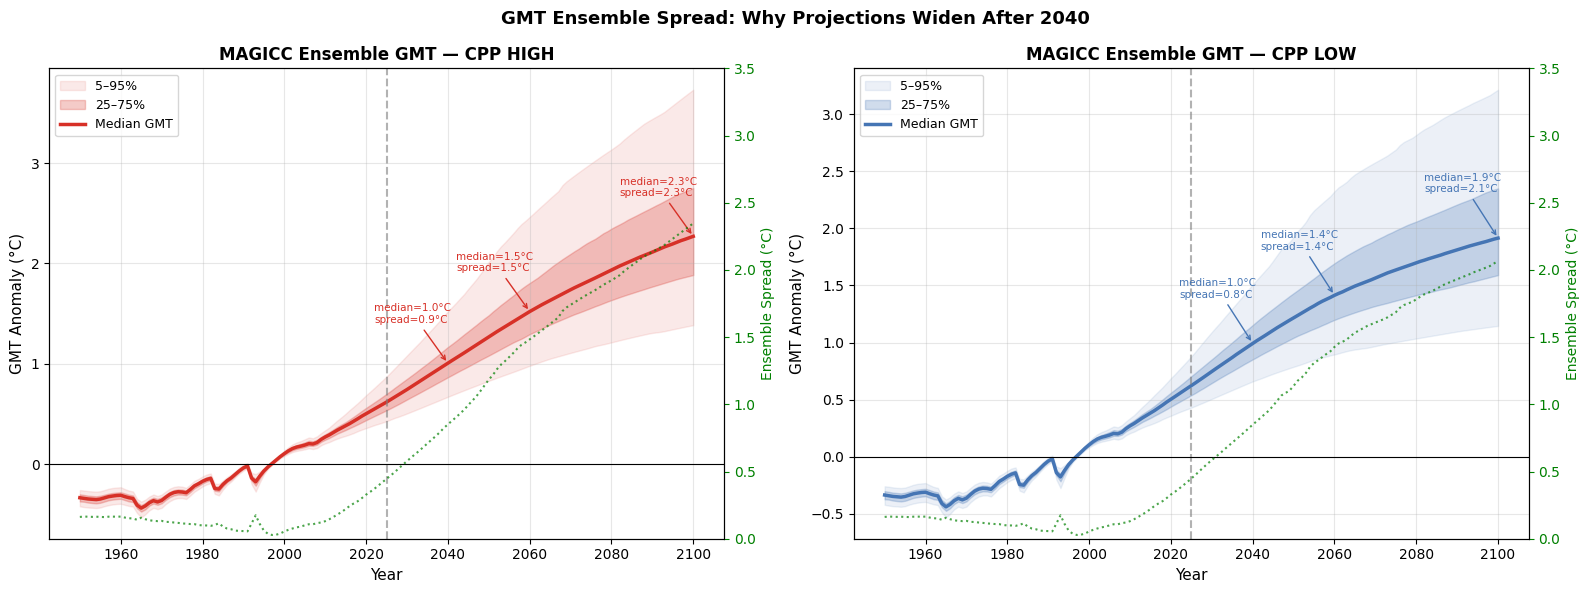 GMT Ensemble Spread: Why Projections Widen After 2040
MAGICC Ensemble GMT — CPP HIGH
5–95%
25–75%
Median GMT
GMT Anomaly (°C)
3
2
1
0
median=1.0°C
spread=0.9°C
median=1.5°C
spread=1.5°C
median=2.3°C
spread=2.3°C
3.5
3.0
2.5
2.0
1.5
1.0
0.5
0.0
Ensemble Spread (°C)
1960
1980
2000
2020
2040
2060
2080
2100
Year
MAGICC Ensemble GMT — CPP LOW
5–95%
25–75%
Median GMT
GMT Anomaly (°C)
3.0
2.5
2.0
1.5
1.0
0.5
0.0
−0.5
median=1.0°C
spread=0.8°C
median=1.4°C
spread=1.4°C
median=1.9°C
spread=2.1°C
3.5
3.0
2.5
2.0
1.5
1.0
0.5
0.0
Ensemble Spread (°C)
1960
1980
2000
2020
2040
2060
2080
2100
Year